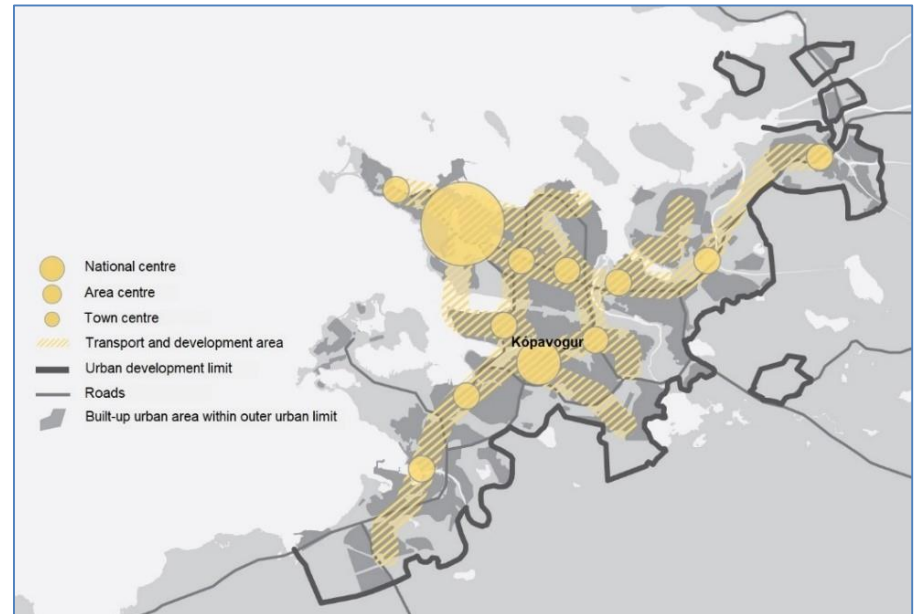 Kópavogur
National centre
Area centre
Town centre
Transport and development area
Urban development limit
Roads
Built-up urban area within outer urban limit